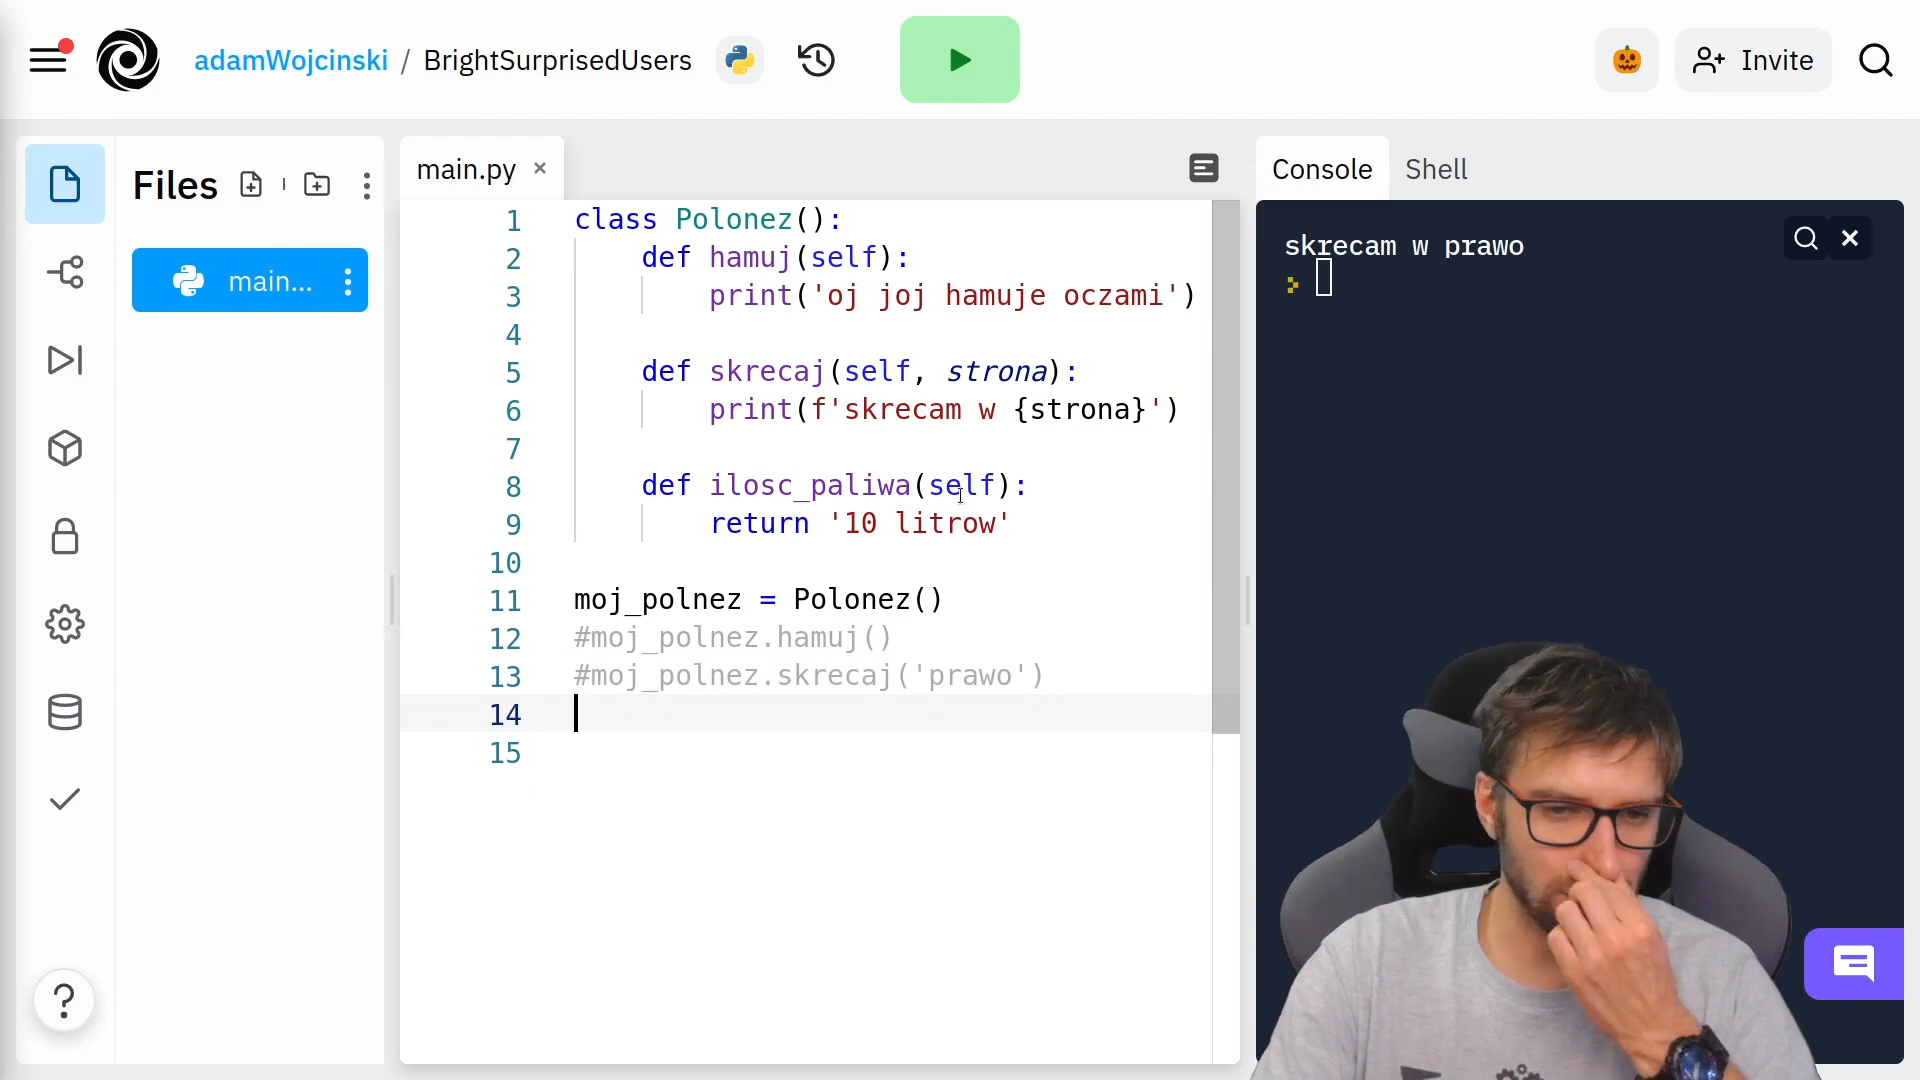 adamWojcinski / BrightSurprisedUsers
Invite
Files
main...
main.py
Console
Shell
1 class Polonez():
2 def hamuj(self):
3 print('oj joj hamuje oczami')
4
5 def skrecaj(self, strona):
6 print(f'skrecam w {strona}')
7
8 def ilosc_paliwa(self):
9 return '10 litrow'
10
11 moj_polnez = Polonez()
12 #moj_polnez.hamuj()
13 #moj_polnez.skrecaj('prawo')
14
15
skrecam w prawo